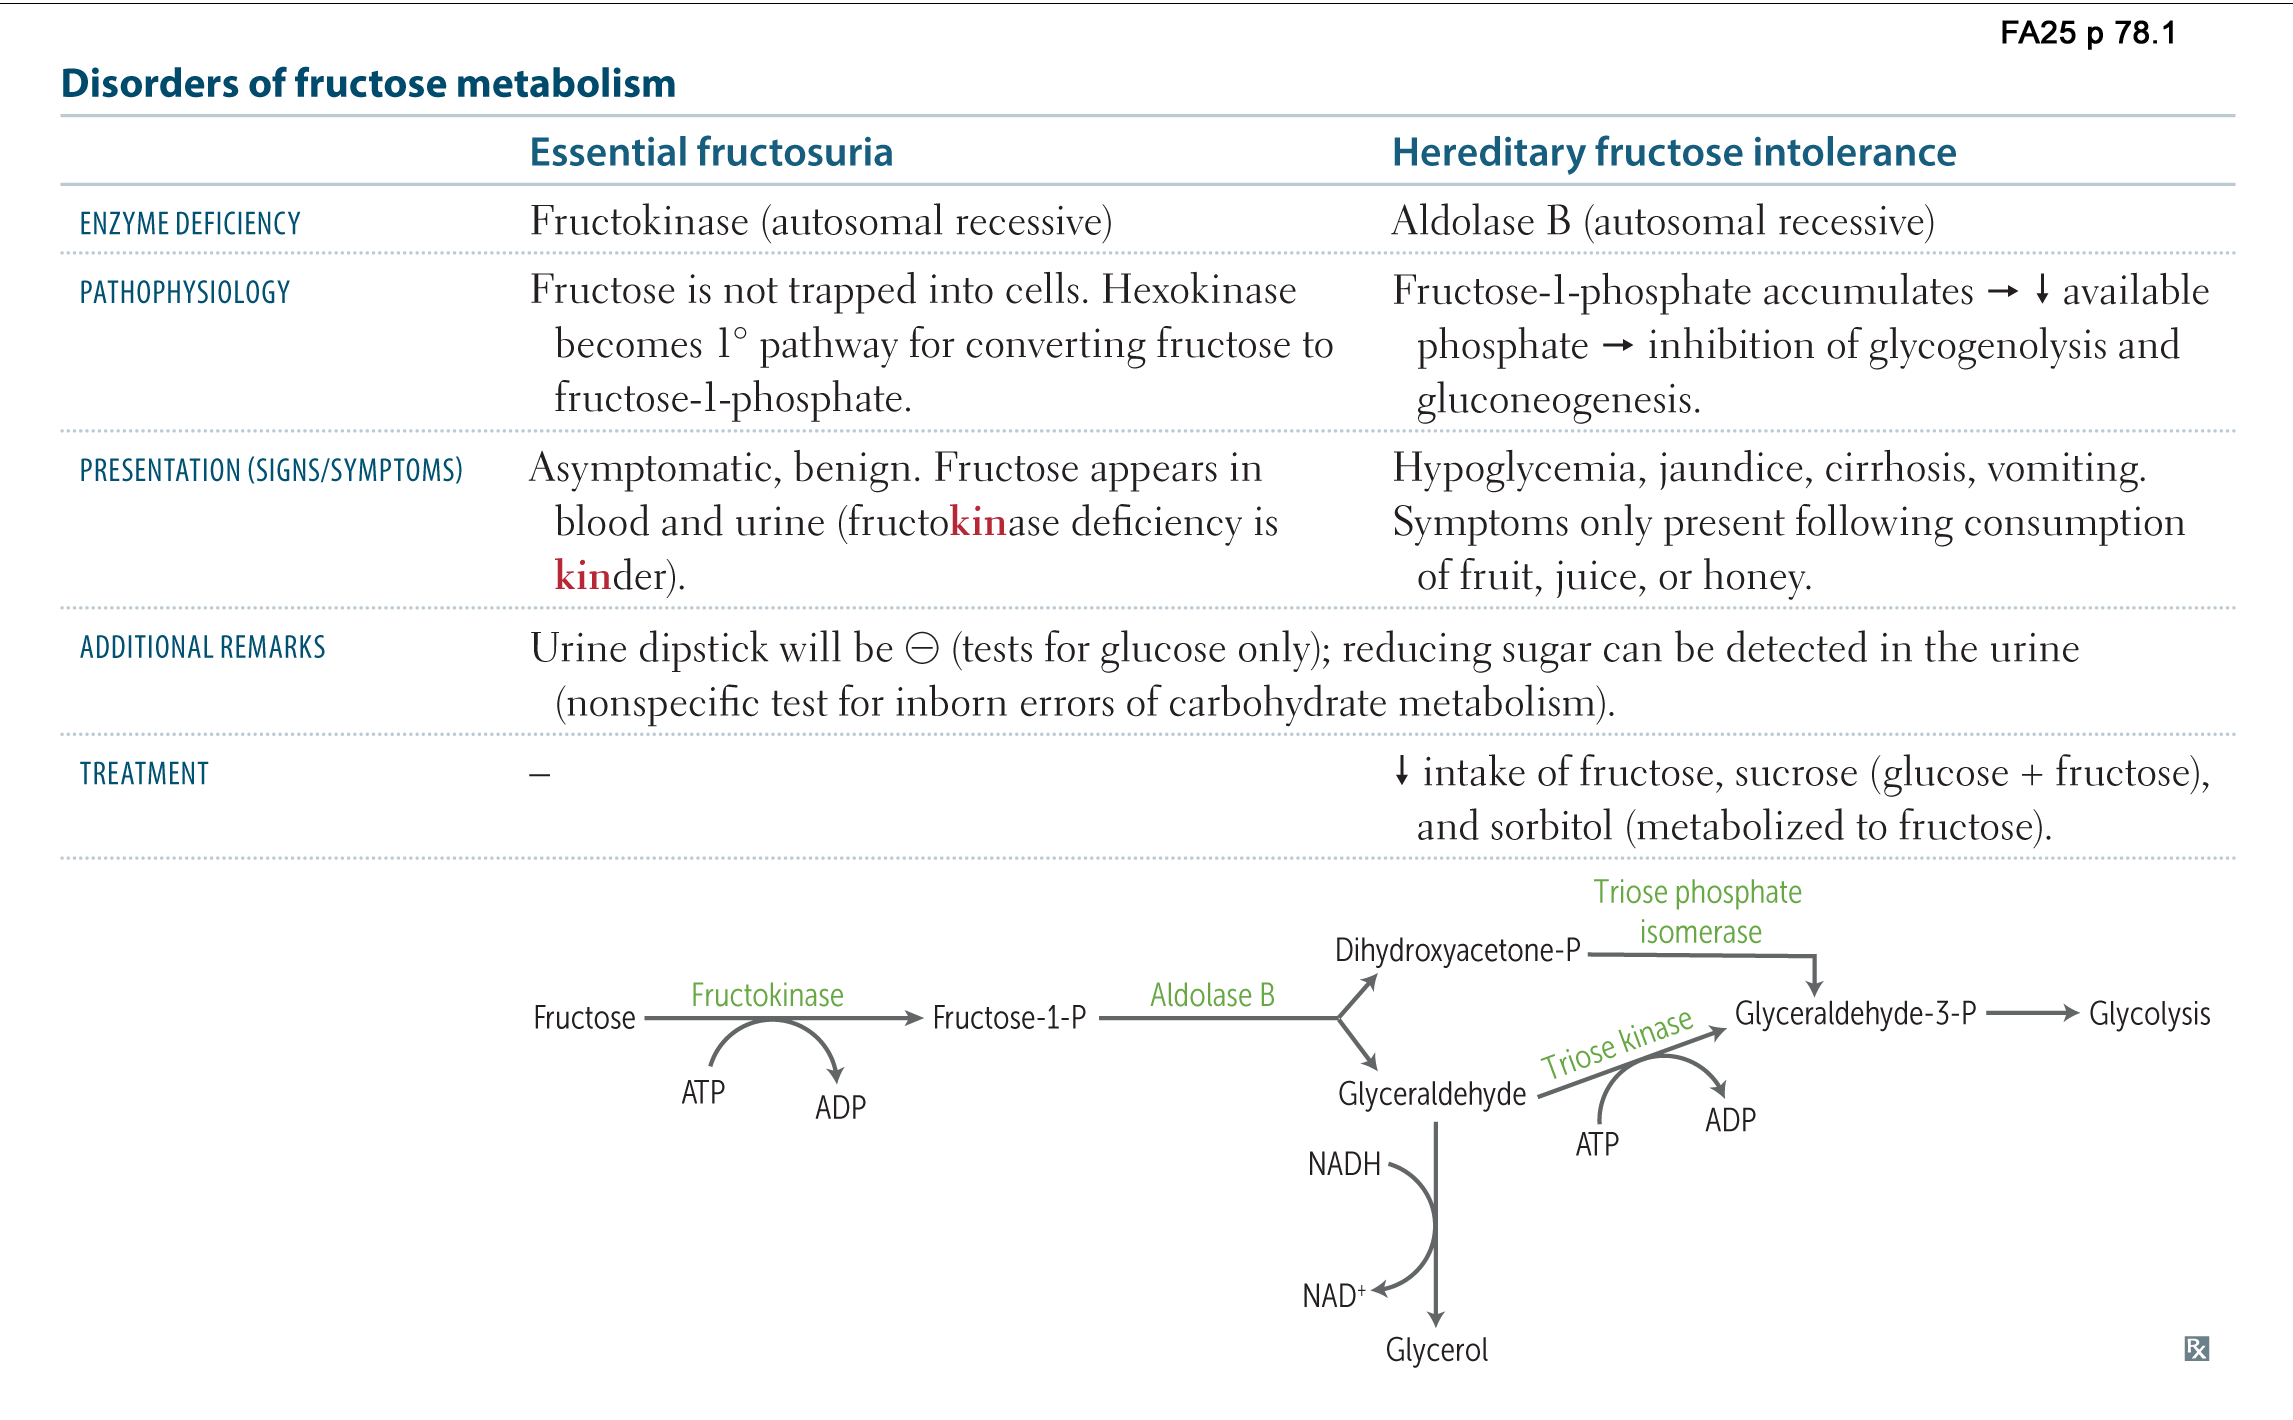 FA25 p 78.1
Disorders of fructose metabolism
Essential fructosuria
Hereditary fructose intolerance
ENZYME DEFICIENCY
Fructokinase (autosomal recessive)
Aldolase B (autosomal recessive)
PATHOPHYSIOLOGY
Fructose is not trapped into cells. Hexokinase
becomes 1° pathway for converting fructose to
fructose-1-phosphate.
Fructose-1-phosphate accumulates → ↓ available
phosphate → inhibition of glycogenolysis and
gluconeogenesis.
PRESENTATION (SIGNS/SYMPTOMS)
Asymptomatic, benign. Fructose appears in
blood and urine (fructokinase deficiency is
kinder).
Hypoglycemia, jaundice, cirrhosis, vomiting.
Symptoms only present following consumption
of fruit, juice, or honey.
ADDITIONAL REMARKS
Urine dipstick will be ⊖ (tests for glucose only); reducing sugar can be detected in the urine
(nonspecific test for inborn errors of carbohydrate metabolism).
TREATMENT
–
↓ intake of fructose, sucrose (glucose + fructose),
and sorbitol (metabolized to fructose).
Triose phosphate
isomerase
Dihydroxyacetone-P
Fructokinase
Aldolase B
Fructose
Fructose-1-P
Glyceraldehyde-3-P
Glycolysis
Triose kinase
ATP
ADP
Glyceraldehyde
ATP
ADP
NADH
NAD⁺
Glycerol
Rx